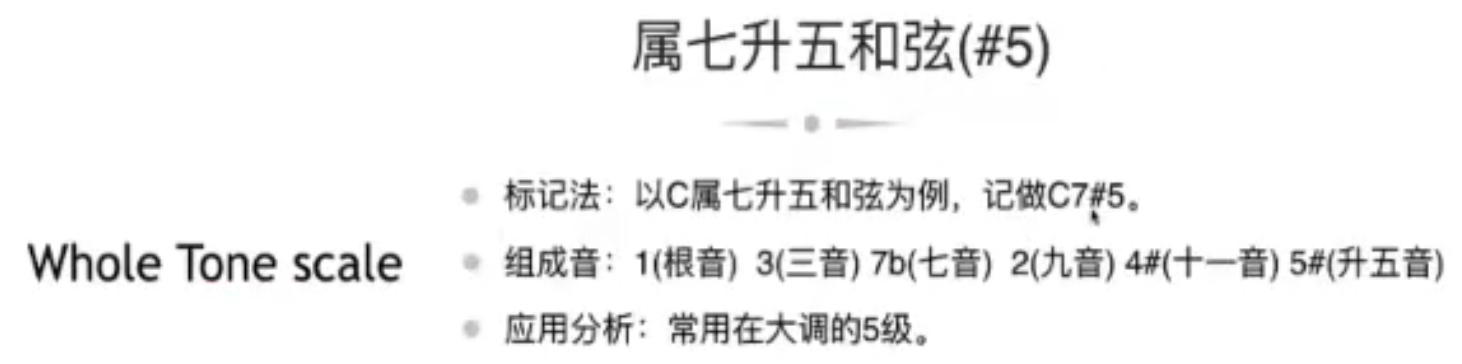 属七升五和弦(#5)
标记法：以C属七升五和弦为例，记做C7#5。
Whole Tone scale
组成音：1(根音) 3(三音) 7b(七音) 2(九音) 4#(十一音) 5#(升五音)
应用分析：常用在大调的5级。